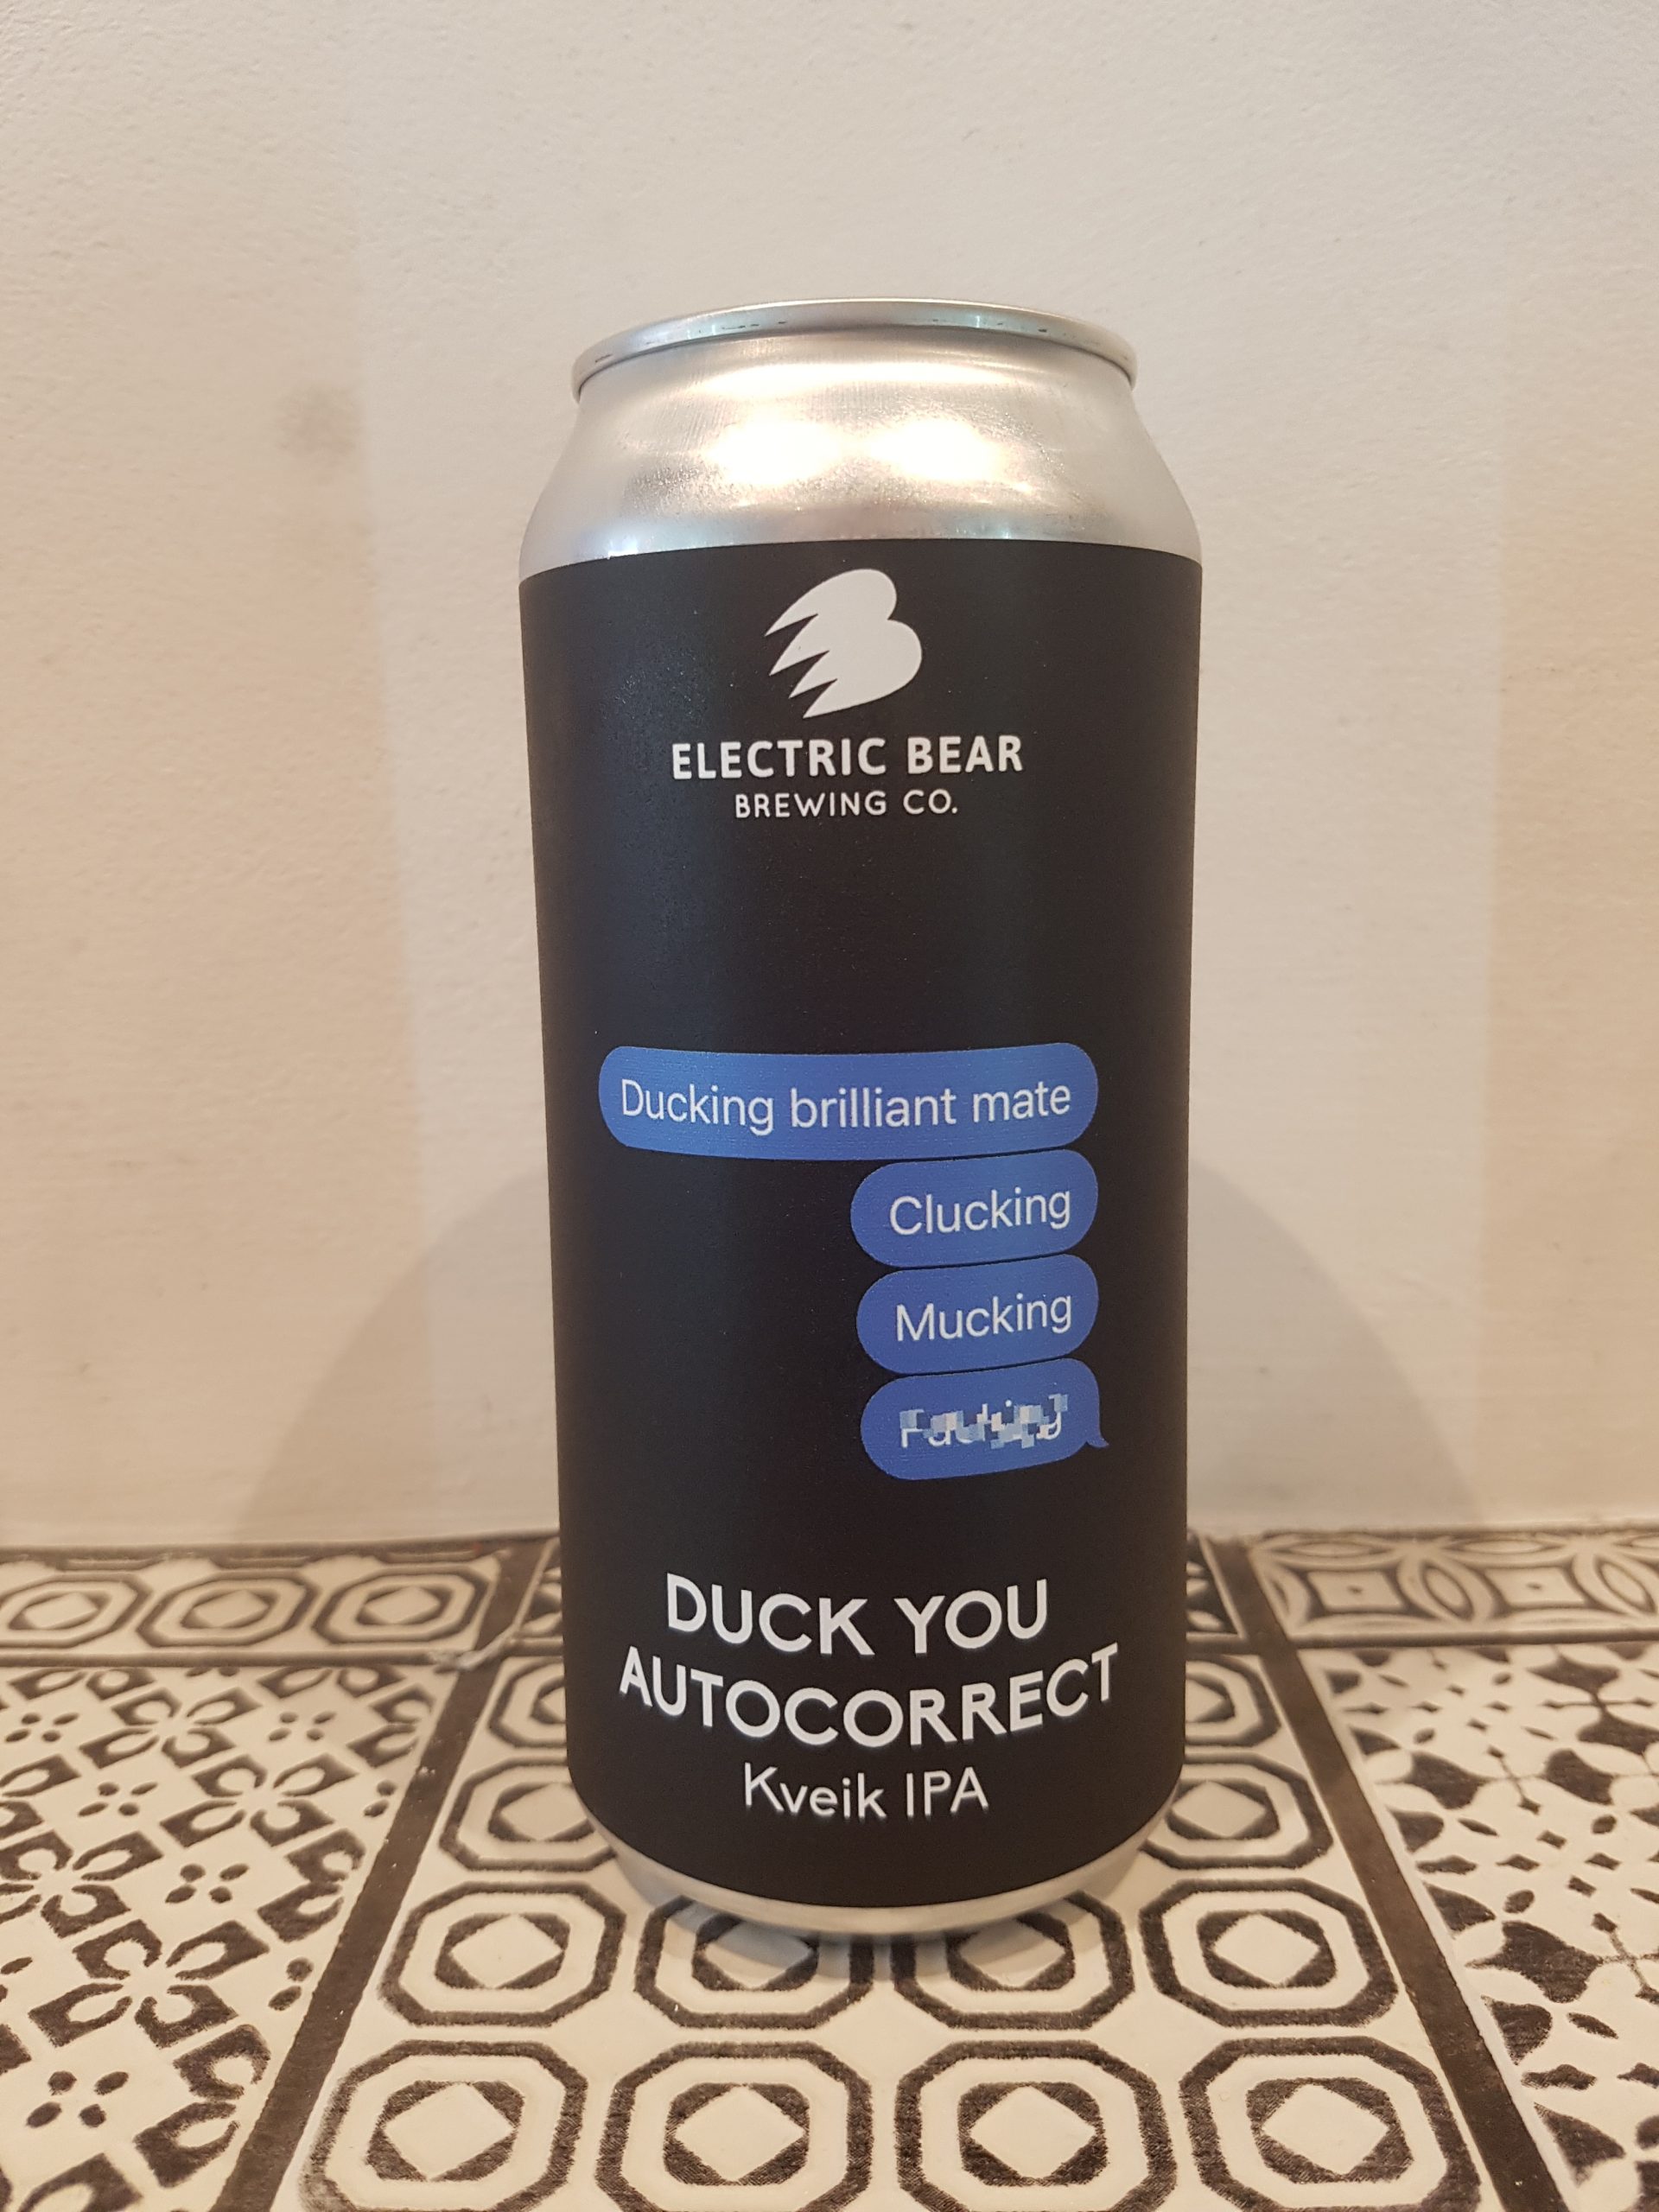 ELECTRIC BEAR
BREWING CO.
Ducking brilliant mate
Clucking
Mucking
DUCK YOU
AUTOCORRECT
Kveik IPA